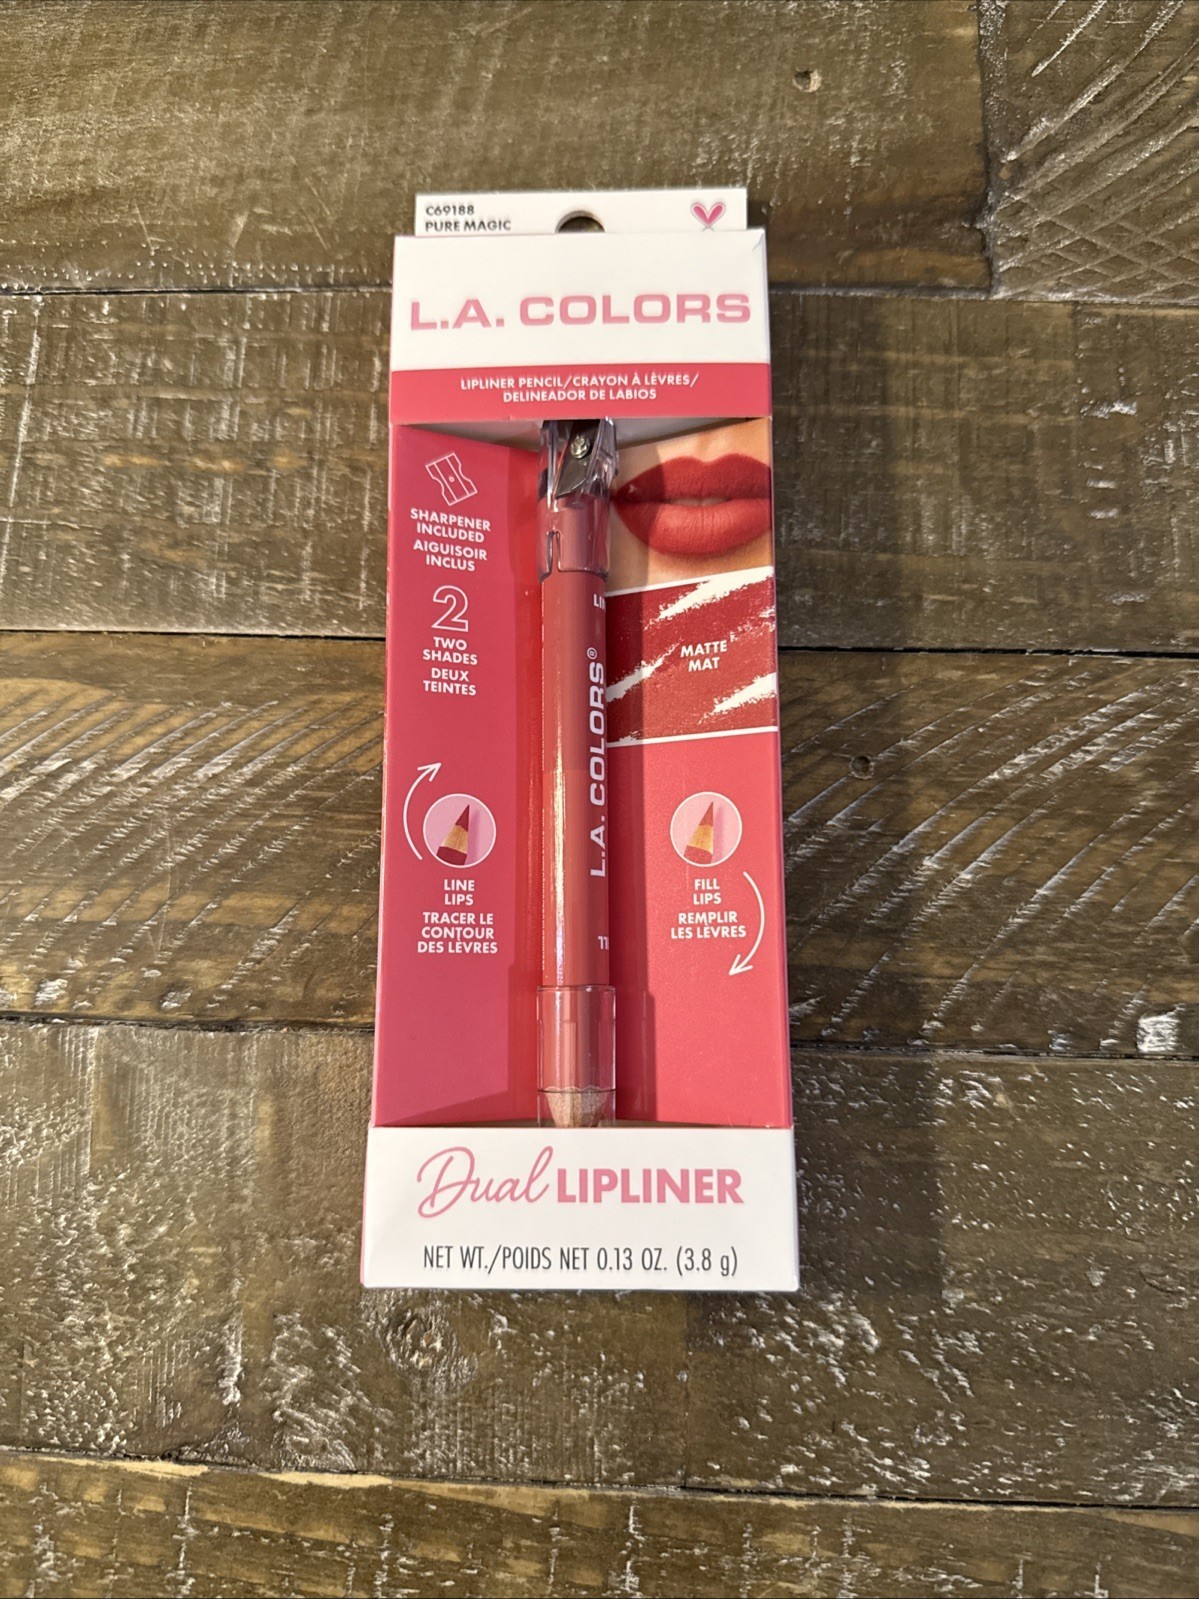 C69188
PURE MAGIC
L.A. COLORS
LIPLINER PENCIL/CRAYON À LÈVRES/
DELINEADOR DE LABIOS
SHARPENER
INCLUDED
AIGUISOIR
INCLUS
2
TWO
SHADES
DEUX
TEINTES
LINE
LIPS
TRACER LE
CONTOUR
DES LÈVRES
L.A. COLORS®
MATTE
MAT
FILL
LIPS
REMPLIR
LES LÈVRES
Dual LIPLINER
NET WT./POIDS NET 0.13 OZ. (3.8 g)